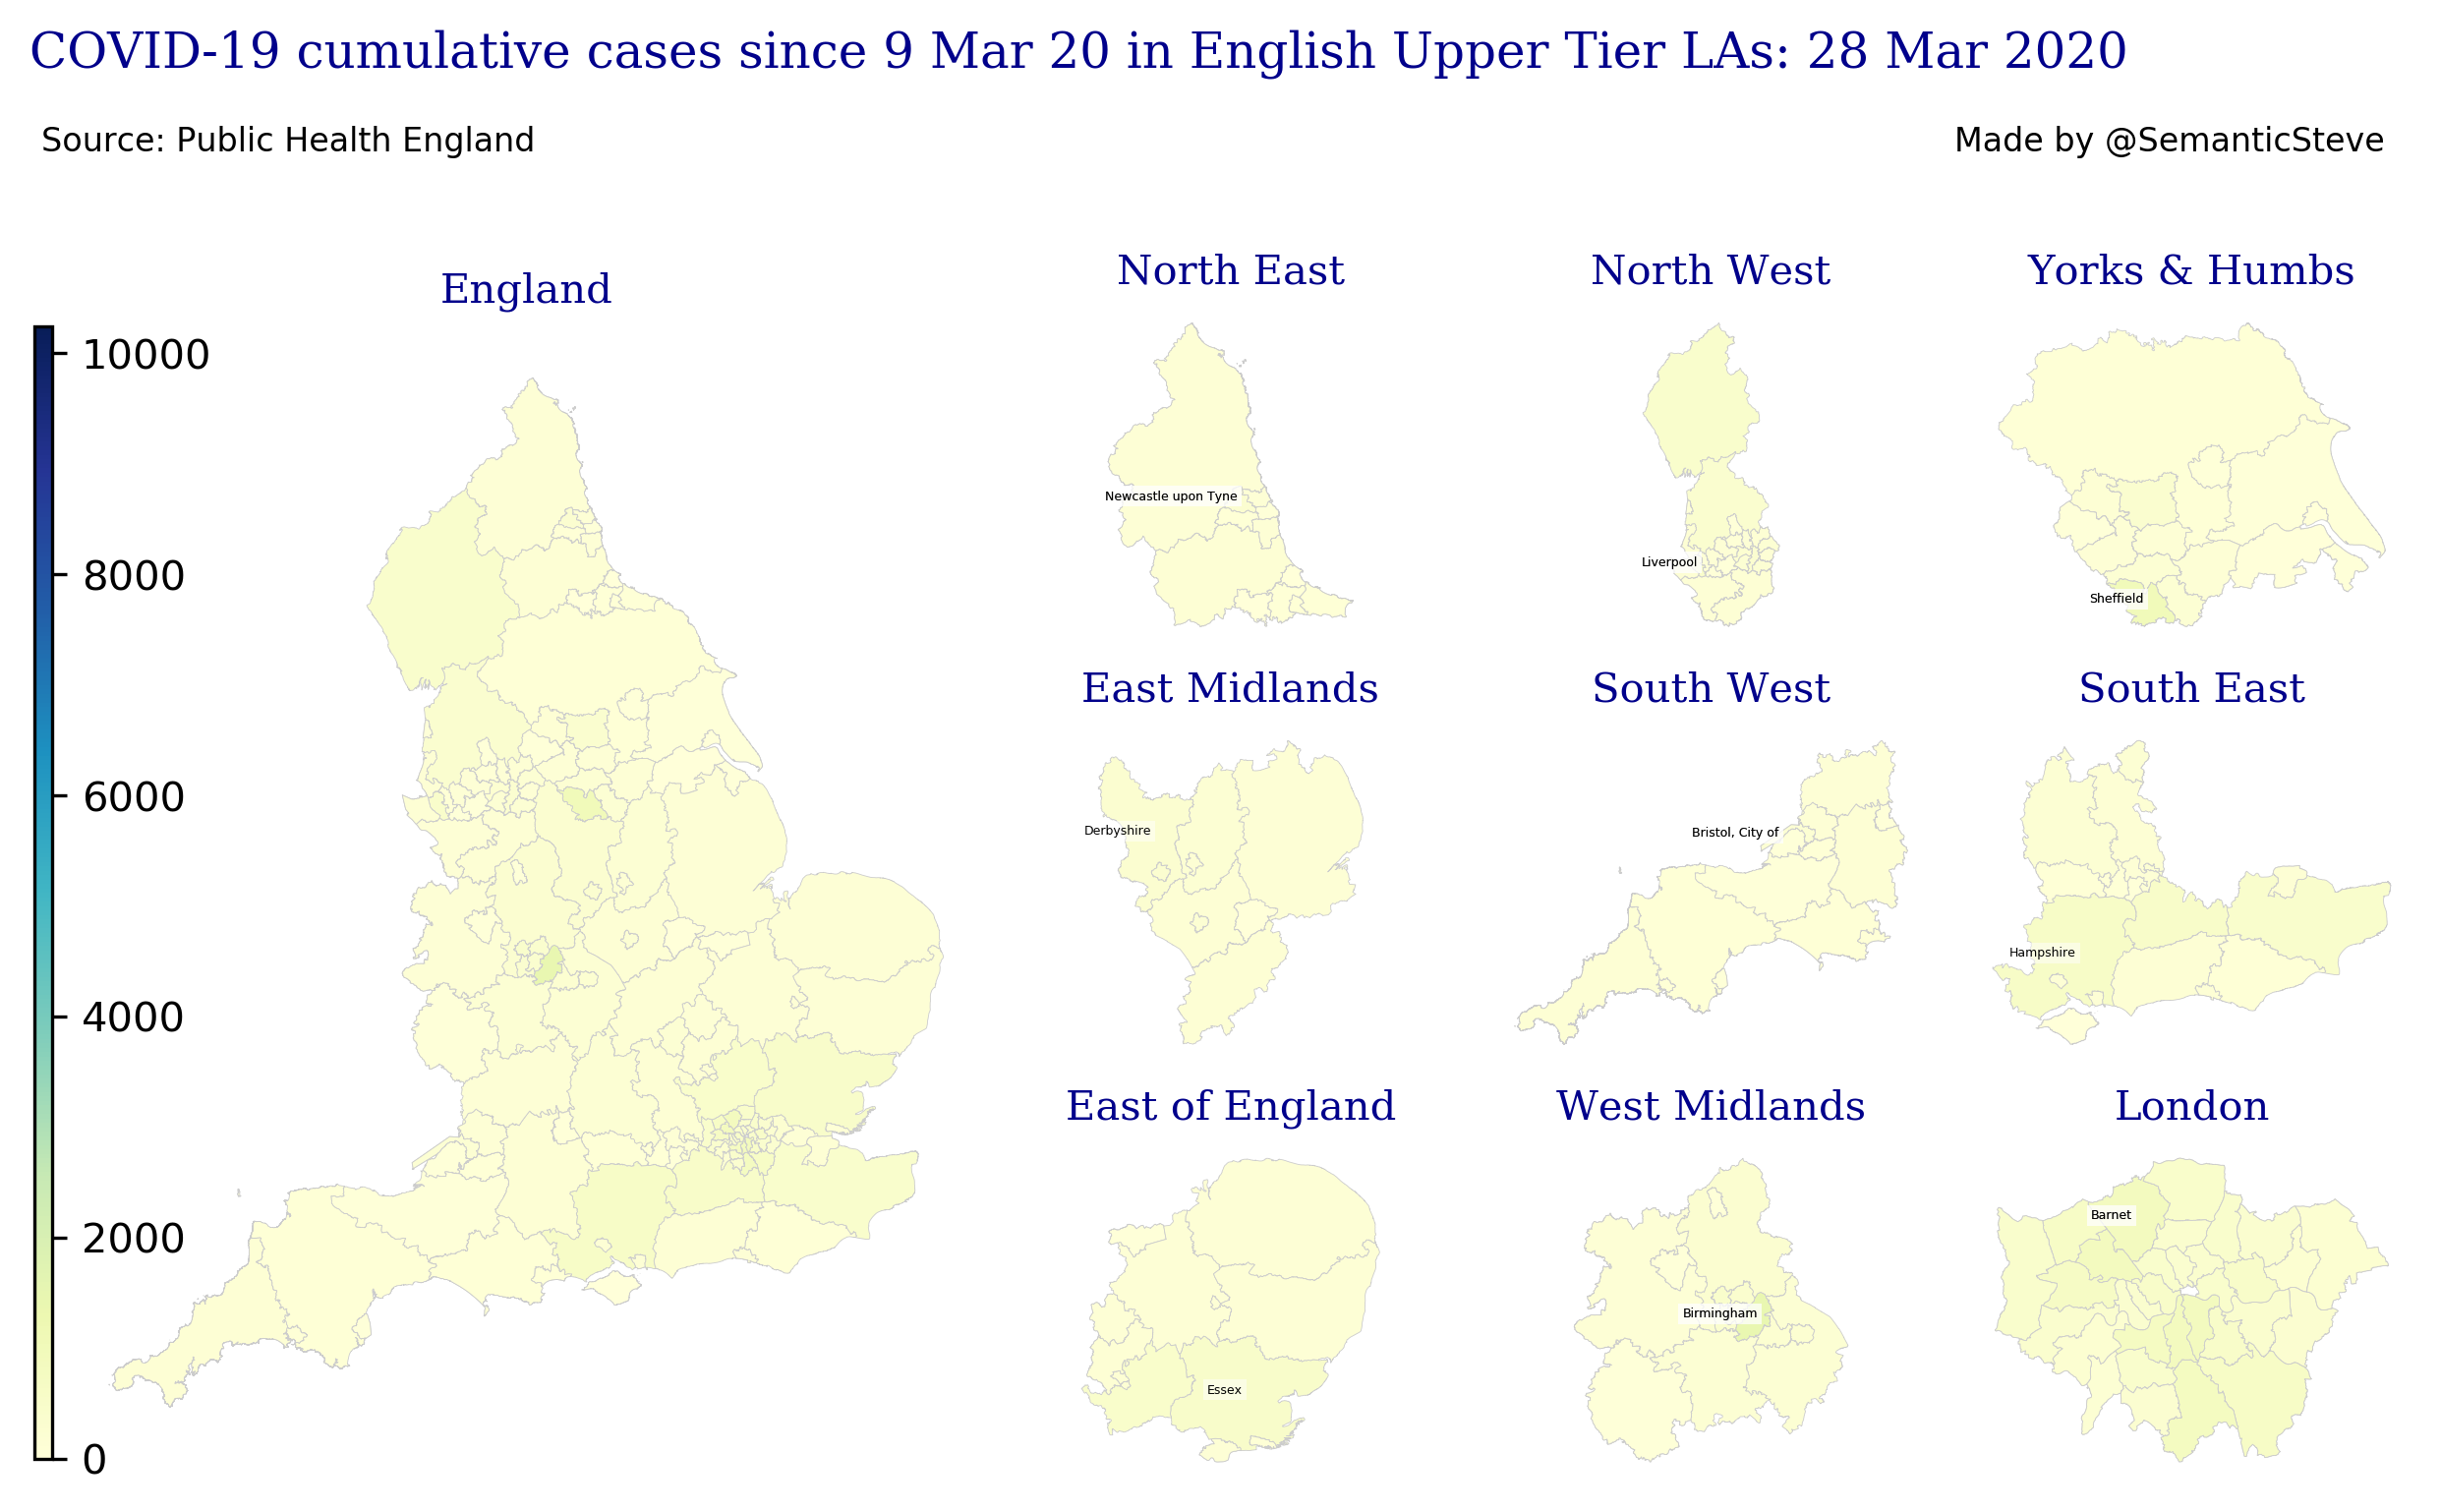 COVID-19 cumulative cases since 9 Mar 20 in English Upper Tier LAs: 28 Mar 2020
Source: Public Health England
Made by @SemanticSteve
England
North East
North West
Yorks & Humbs
10000
8000
6000
4000
2000
0
Newcastle upon Tyne
Liverpool
Sheffield
East Midlands
South West
South East
Derbyshire
Bristol, City of
Hampshire
East of England
West Midlands
London
Essex
Birmingham
Barnet